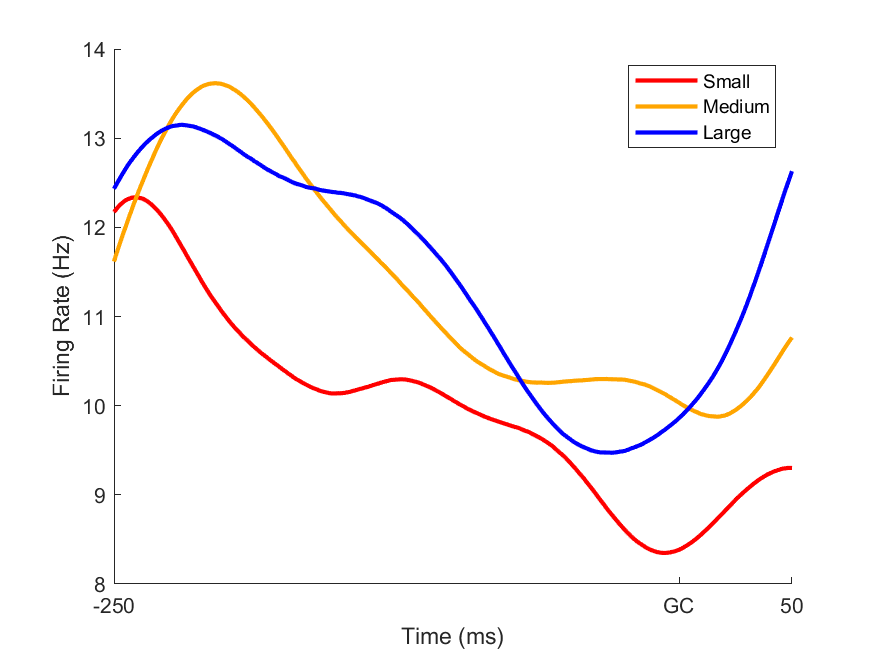 14
13
12
11
10
9
8
Firing Rate (Hz)
-250
GC
50
Time (ms)
Small
Medium
Large